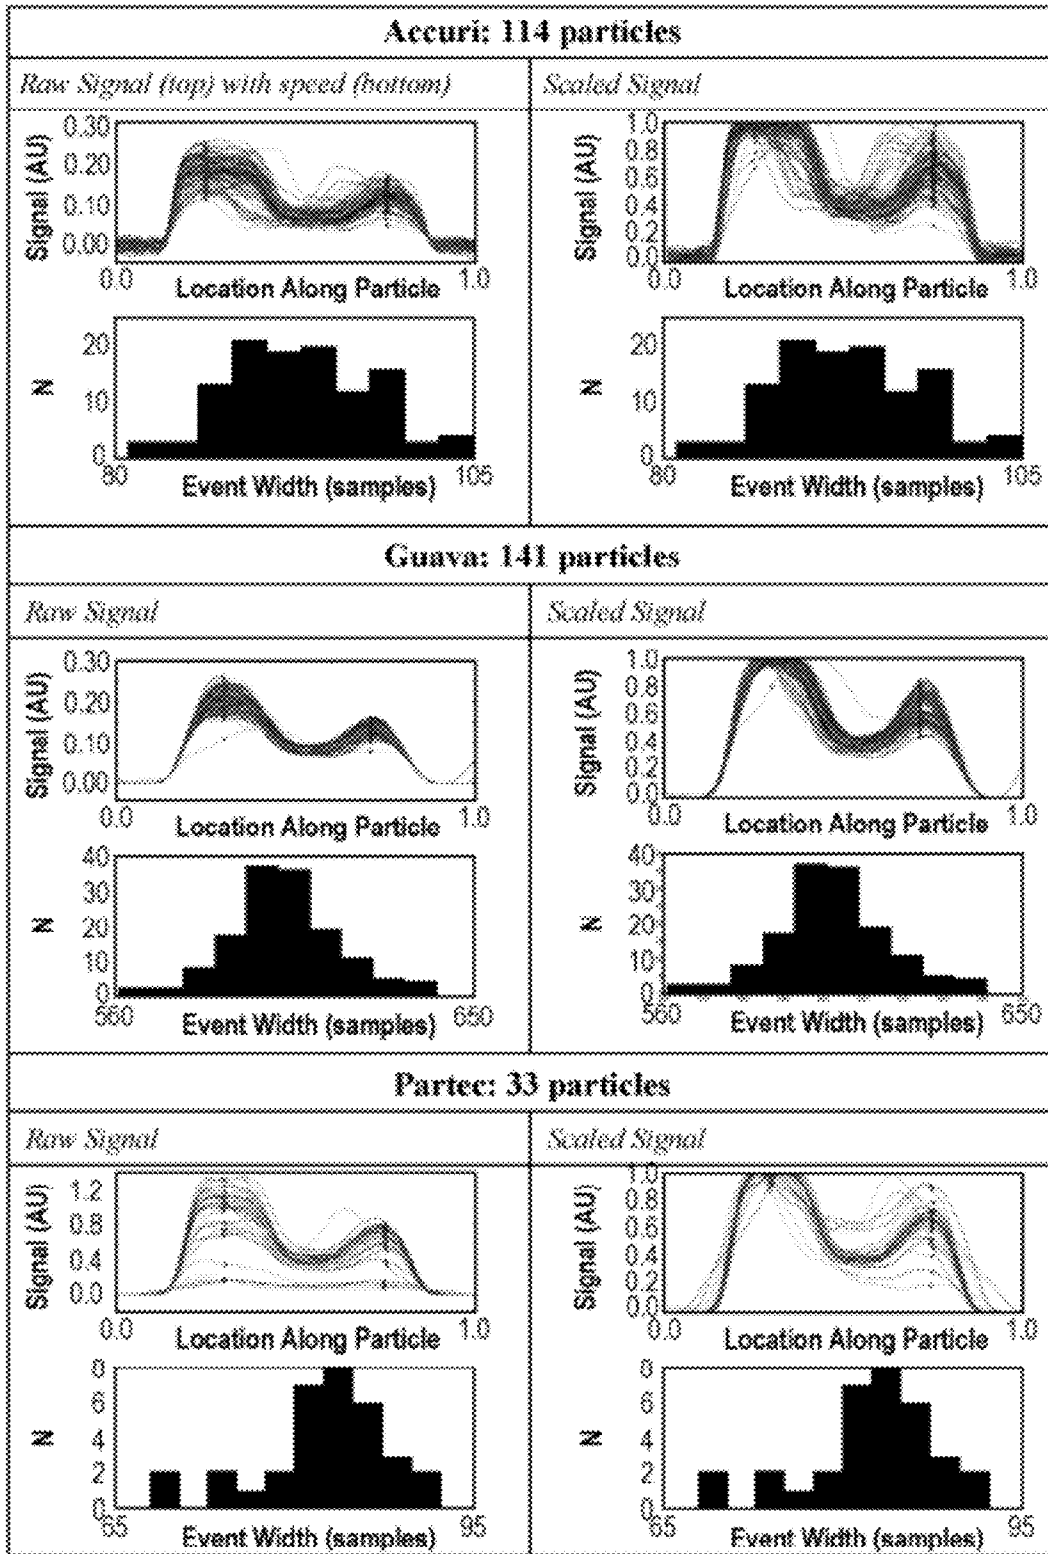 Accuri: 114 particles
Raw Signal (top) with speed (bottom)
Scaled Signal
Signal (AU)
0.30
0.20
0.10
0.00
0.0
1.0
Location Along Particle
N
20
10
0
80
105
Event Width (samples)
Signal (AU)
1.0
0.8
0.6
0.4
0.2
0.0
0.0
1.0
Location Along Particle
N
20
10
0
80
105
Event Width (samples)
Guava: 141 particles
Raw Signal
Scaled Signal
Signal (AU)
0.30
0.20
0.10
0.00
0.0
1.0
Location Along Particle
N
40
30
20
10
0
560
650
Event Width (samples)
Signal (AU)
1.0
0.8
0.6
0.4
0.2
0.0
0.0
1.0
Location Along Particle
N
40
30
20
10
0
560
650
Event Width (samples)
Partec: 33 particles
Raw Signal
Scaled Signal
Signal (AU)
1.2
0.8
0.4
0.0
0.0
1.0
Location Along Particle
N
6
4
2
0
95
Event Width (samples)
Signal (AU)
1.0
0.8
0.6
0.4
0.2
0.0
0.0
1.0
Location Along Particle
N
6
4
2
0
95
Event Width (samples)